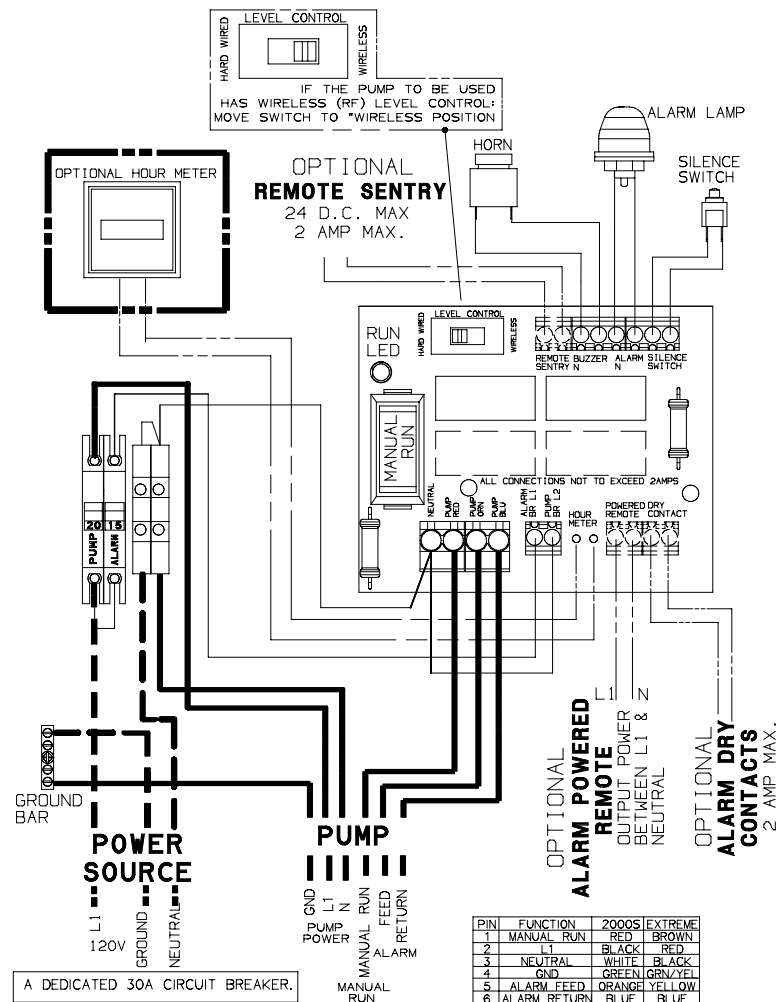 LEVEL CONTROL
HARD WIRED
WIRELESS
IF THE PUMP TO BE USED
HAS WIRELESS (RF) LEVEL CONTROL:
MOVE SWITCH TO "WIRELESS POSITION
ALARM LAMP
HORN
SILENCE
SWITCH
OPTIONAL HOUR METER
OPTIONAL
REMOTE SENTRY
24 D.C. MAX
2 AMP MAX.
RUN
LED
HARD WIRED
LEVEL CONTROL
WIRELESS
REMOTE BUZZER ALARM SILENCE
SENTRY N N SWITCH
MANUAL
RUN
ALL CONNECTIONS NOT TO EXCEED 2AMPS
NEUTRAL
PUMP
RED
PUMP
ORN
PUMP
BLU
ALARM
BR L1
PUMP
BR L2
HOUR
METER
POWERED DRY
REMOTE CONTACT
20 15
PUMP
ALARM
L1 N
OPTIONAL
ALARM POWERED
REMOTE
OUTPUT POWER
BETWEEN L1 &
NEUTRAL
OPTIONAL
ALARM DRY
CONTACTS
2 AMP MAX.
GROUND
BAR
POWER
SOURCE
L1
120V
GROUND
NEUTRAL
PUMP
GND
L1
N
PUMP
POWER
MANUAL RUN
FEED
RETURN
ALARM
MANUAL
RUN
A DEDICATED 30A CIRCUIT BREAKER.
PIN FUNCTION 2000S EXTREME
1 MANUAL RUN RED BROWN
2 L1 BLACK RED
3 NEUTRAL WHITE BLACK
4 GND GREEN GRN/YEL
5 ALARM FEED ORANGE YELLOW
6 ALARM RETURN BLUE BLUE